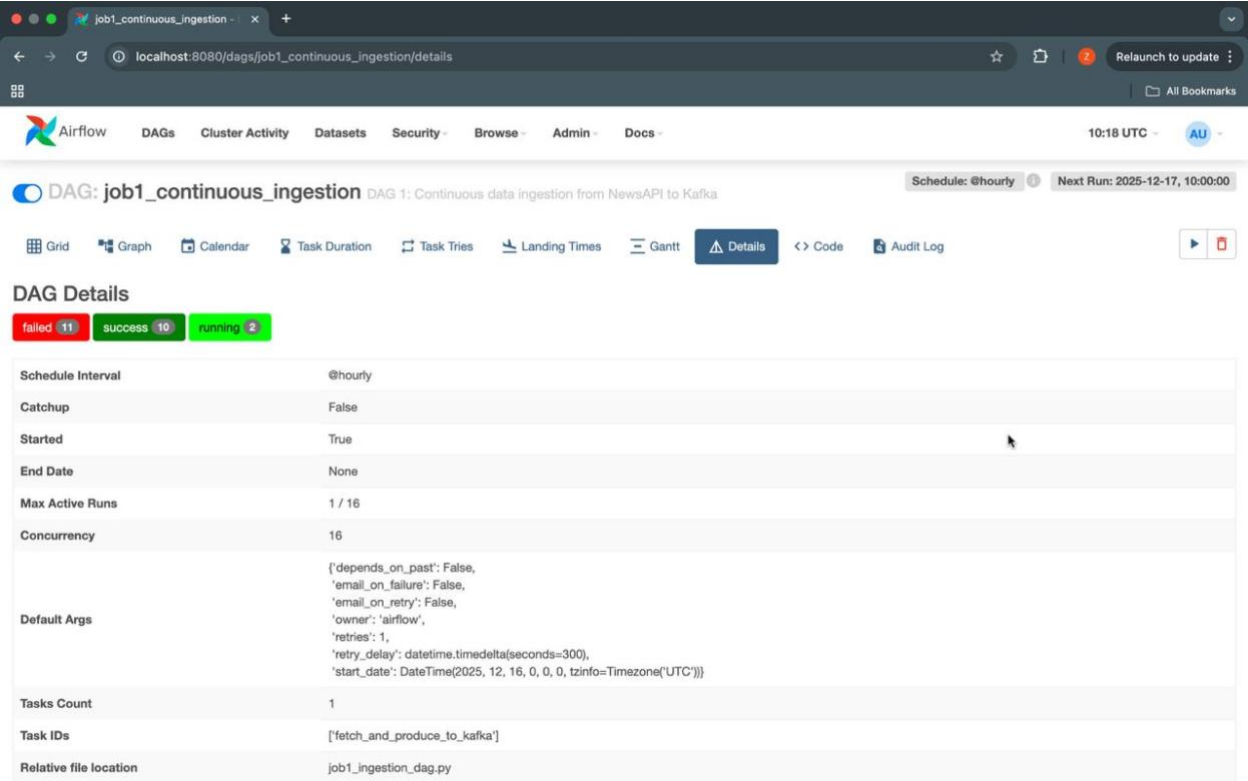 job1_continuous_ingestion -
localhost:8080/dags/job1_continuous_ingestion/details
Z
Relaunch to update
All Bookmarks
Airflow DAGs Cluster Activity Datasets Security Browse Admin Docs 10:18 UTC AU
DAG: job1_continuous_ingestion DAG 1: Continuous data ingestion from NewsAPI to Kafka Schedule: @hourly Next Run: 2025-12-17, 10:00:00
Grid Graph Calendar Task Duration Task Tries Landing Times Gantt Details <> Code Audit Log
DAG Details
failed 11 success 10 running 2
Schedule Interval @hourly
Catchup False
Started True
End Date None
Max Active Runs 1 / 16
Concurrency 16
Default Args {'depends_on_past': False,
'email_on_failure': False,
'email_on_retry': False,
'owner': 'airflow',
'retries': 1,
'retry_delay': datetime.timedelta(seconds=300),
'start_date': DateTime(2025, 12, 16, 0, 0, 0, tzinfo=Timezone('UTC'))}
Tasks Count 1
Task IDs ['fetch_and_produce_to_kafka']
Relative file location job1_ingestion_dag.py